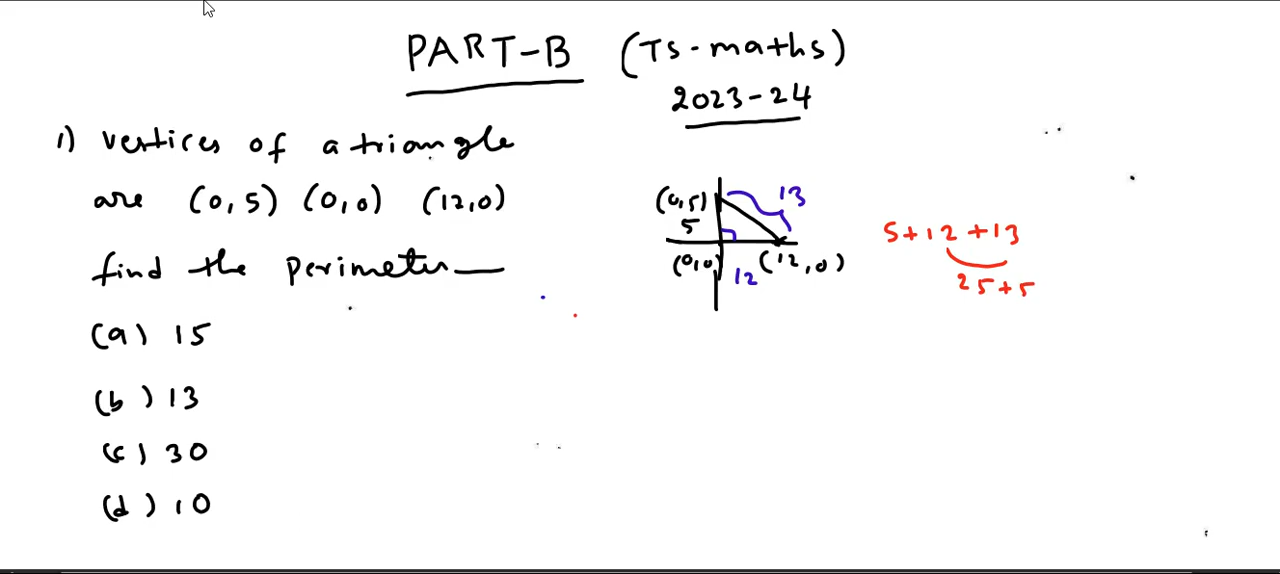 PART-B (TS-maths)
2023-24
1) vertices of a triangle
are (0,5) (0,0) (12,0)
find the perimeter
(a) 15
(b) 13
(c) 30
(d) 10
(0,5)
5
13
(0,0)
12
(12,0)
5+12+13
25+5